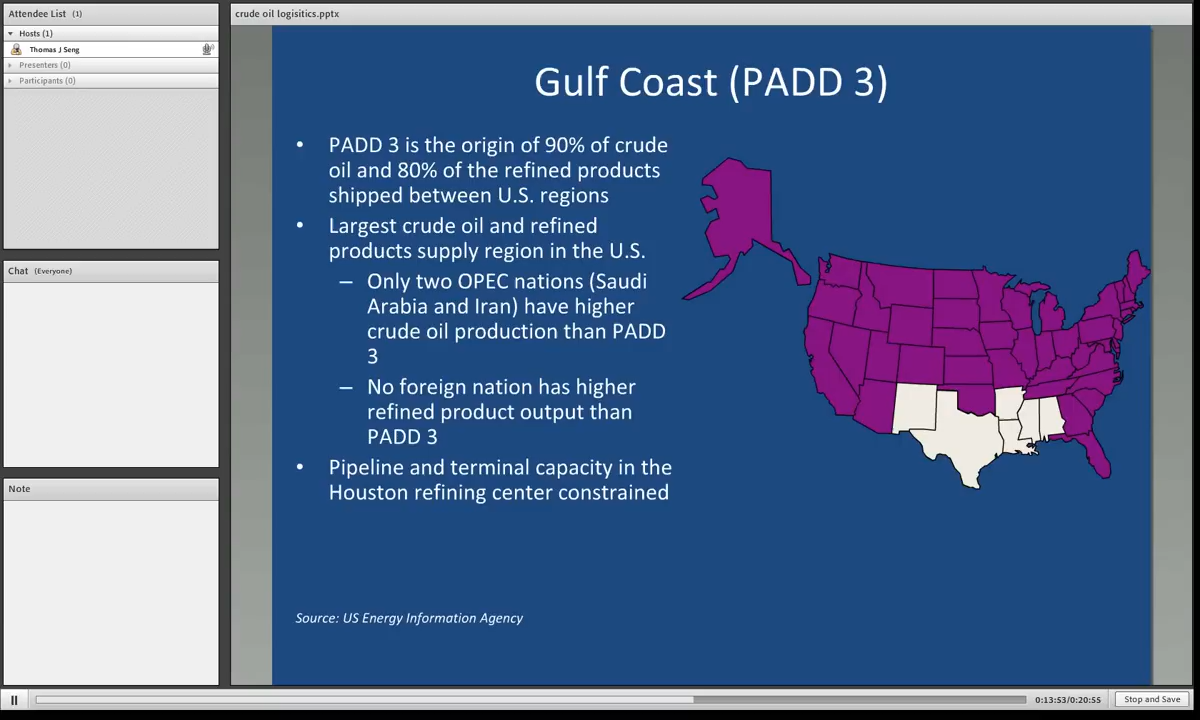 Attendee List (1)
Hosts (1)
Thomas J Seng
Presenters (0)
Participants (0)
Chat (Everyone)
Note
crude oil logisitics.pptx
Gulf Coast (PADD 3)
• PADD 3 is the origin of 90% of crude
oil and 80% of the refined products
shipped between U.S. regions
• Largest crude oil and refined
products supply region in the U.S.
– Only two OPEC nations (Saudi
Arabia and Iran) have higher
crude oil production than PADD
3
– No foreign nation has higher
refined product output than
PADD 3
• Pipeline and terminal capacity in the
Houston refining center constrained
Source: US Energy Information Agency
0:13:53/0:20:55
Stop and Save